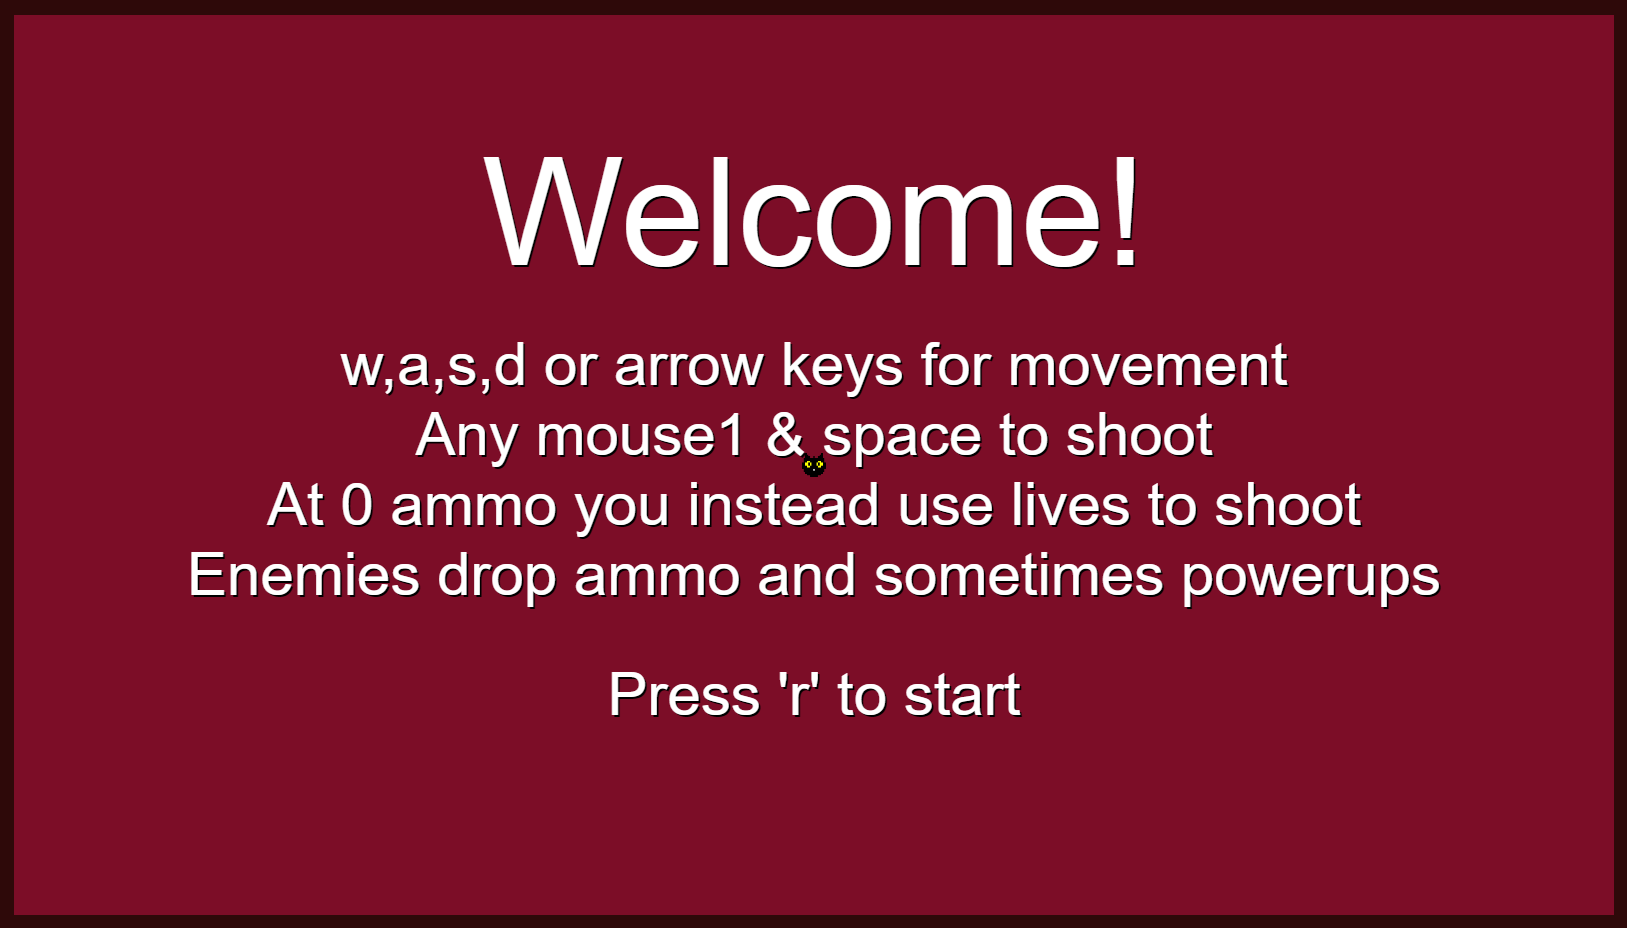 Welcome!
w,a,s,d or arrow keys for movement
Any mouse1 & space to shoot
At 0 ammo you instead use lives to shoot
Enemies drop ammo and sometimes powerups
Press 'r' to start